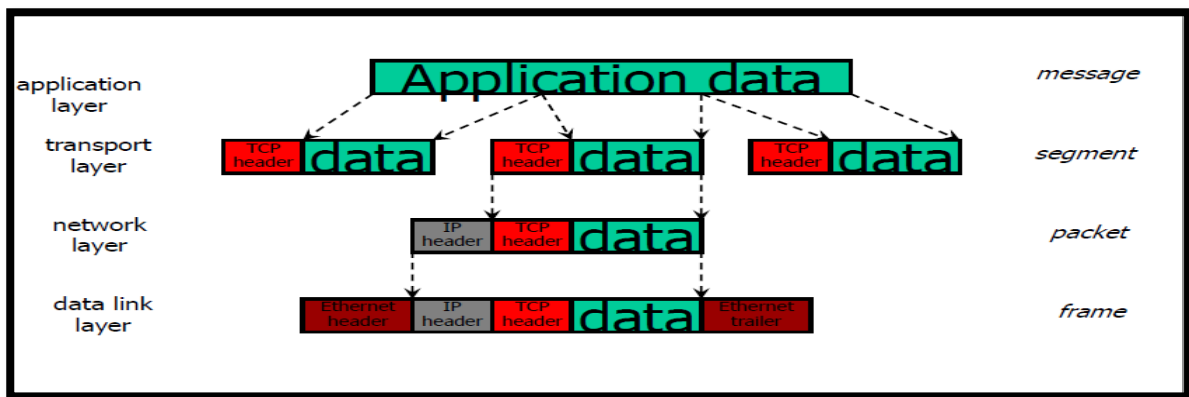 application
layer
Application data
message
transport
layer
TCP
header
data
TCP
header
data
TCP
header
data
segment
network
layer
IP
header
TCP
header
data
packet
data link
layer
Ethernet
header
IP
header
TCP
header
data
Ethernet
trailer
frame